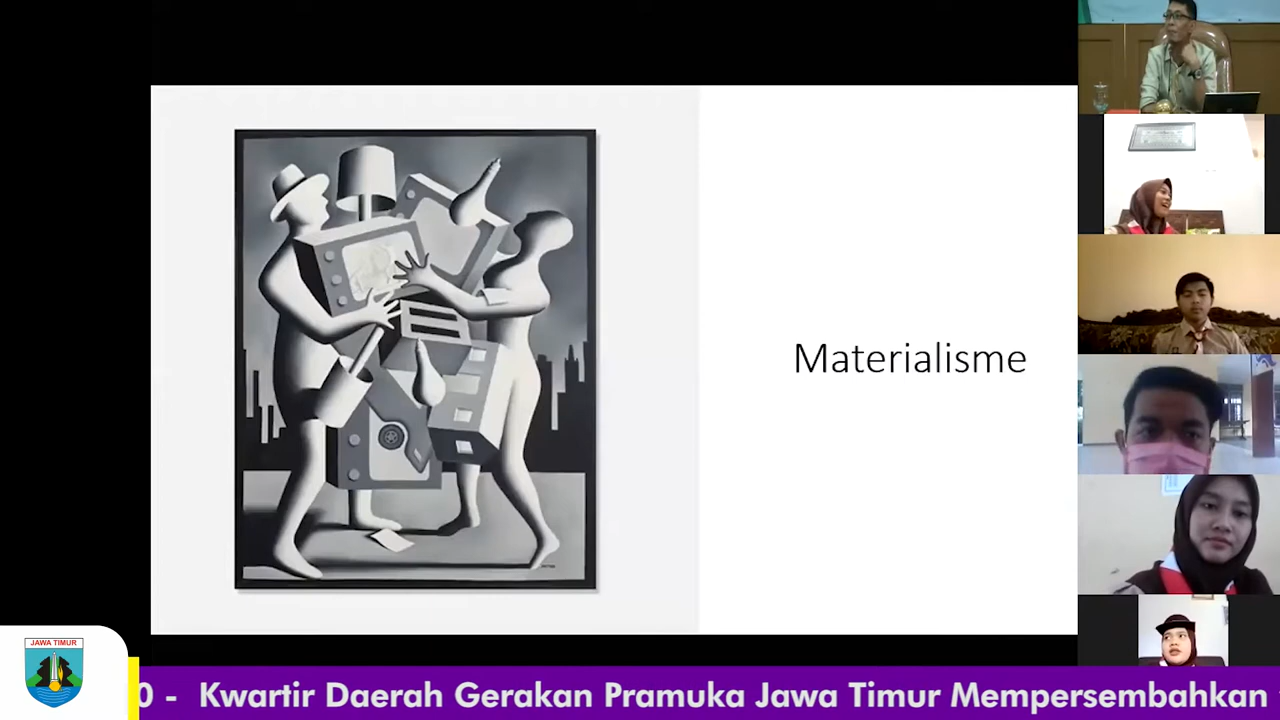 Materialisme
JAWA TIMUR
0 - Kwartir Daerah Gerakan Pramuka Jawa Timur Mempersembahkan